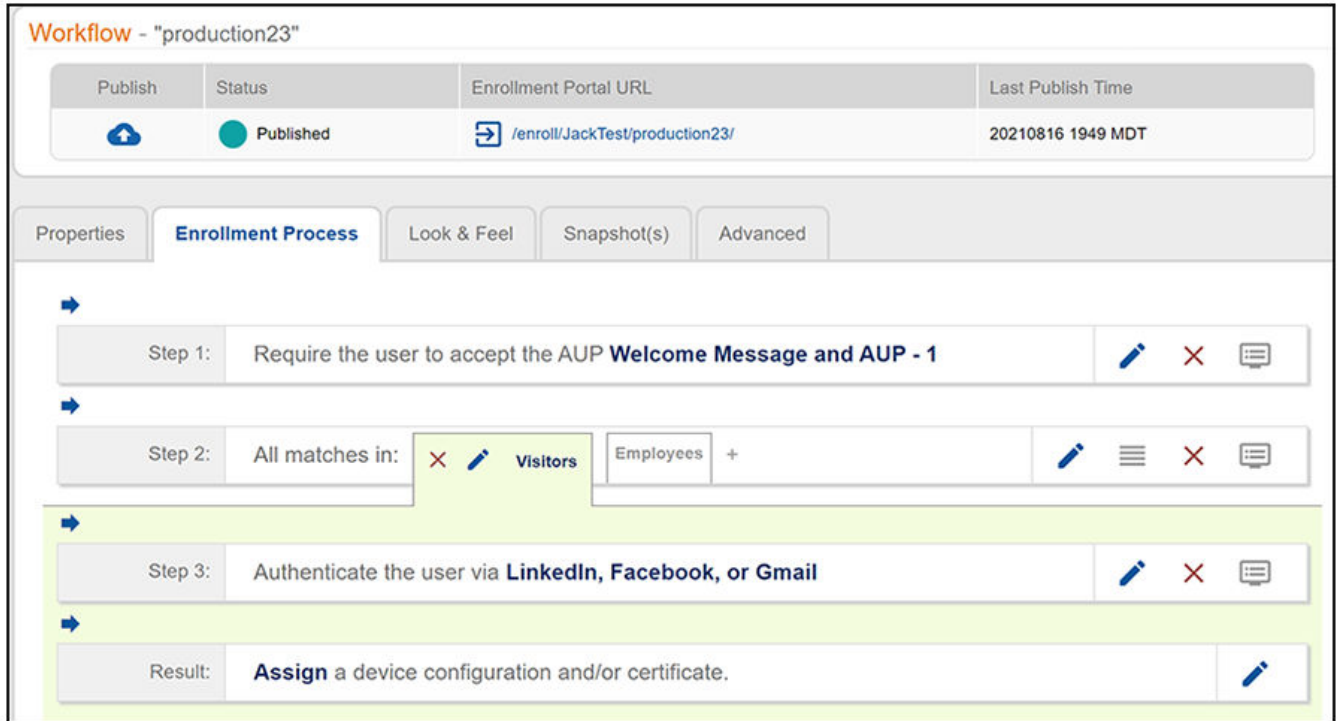 Workflow - "production23"
Publish Status Enrollment Portal URL Last Publish Time
Published /enroll/JackTest/production23/ 20210816 1949 MDT
Properties Enrollment Process Look & Feel Snapshot(s) Advanced
Step 1: Require the user to accept the AUP Welcome Message and AUP - 1
Step 2: All matches in: Visitors Employees +
Step 3: Authenticate the user via LinkedIn, Facebook, or Gmail
Result: Assign a device configuration and/or certificate.